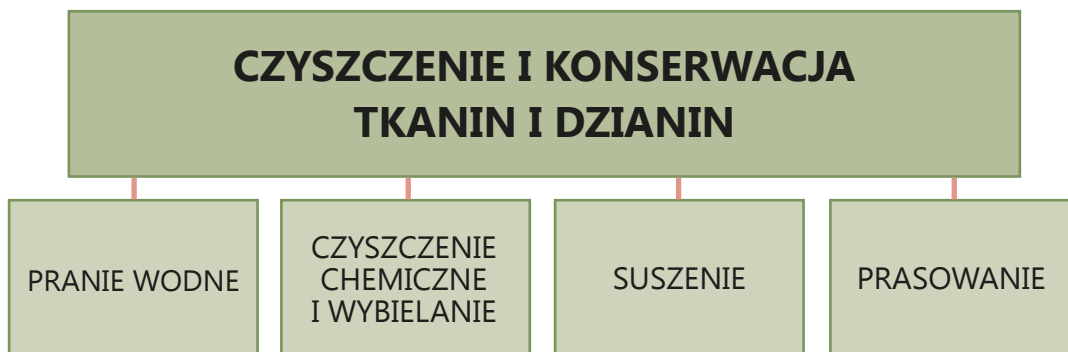 CZYSZCZENIE I KONSERWACJA
TKANIN I DZIANIN
PRANIE WODNE
CZYSZCZENIE
CHEMICZNE
I WYBIELANIE
SUSZENIE
PRASOWANIE